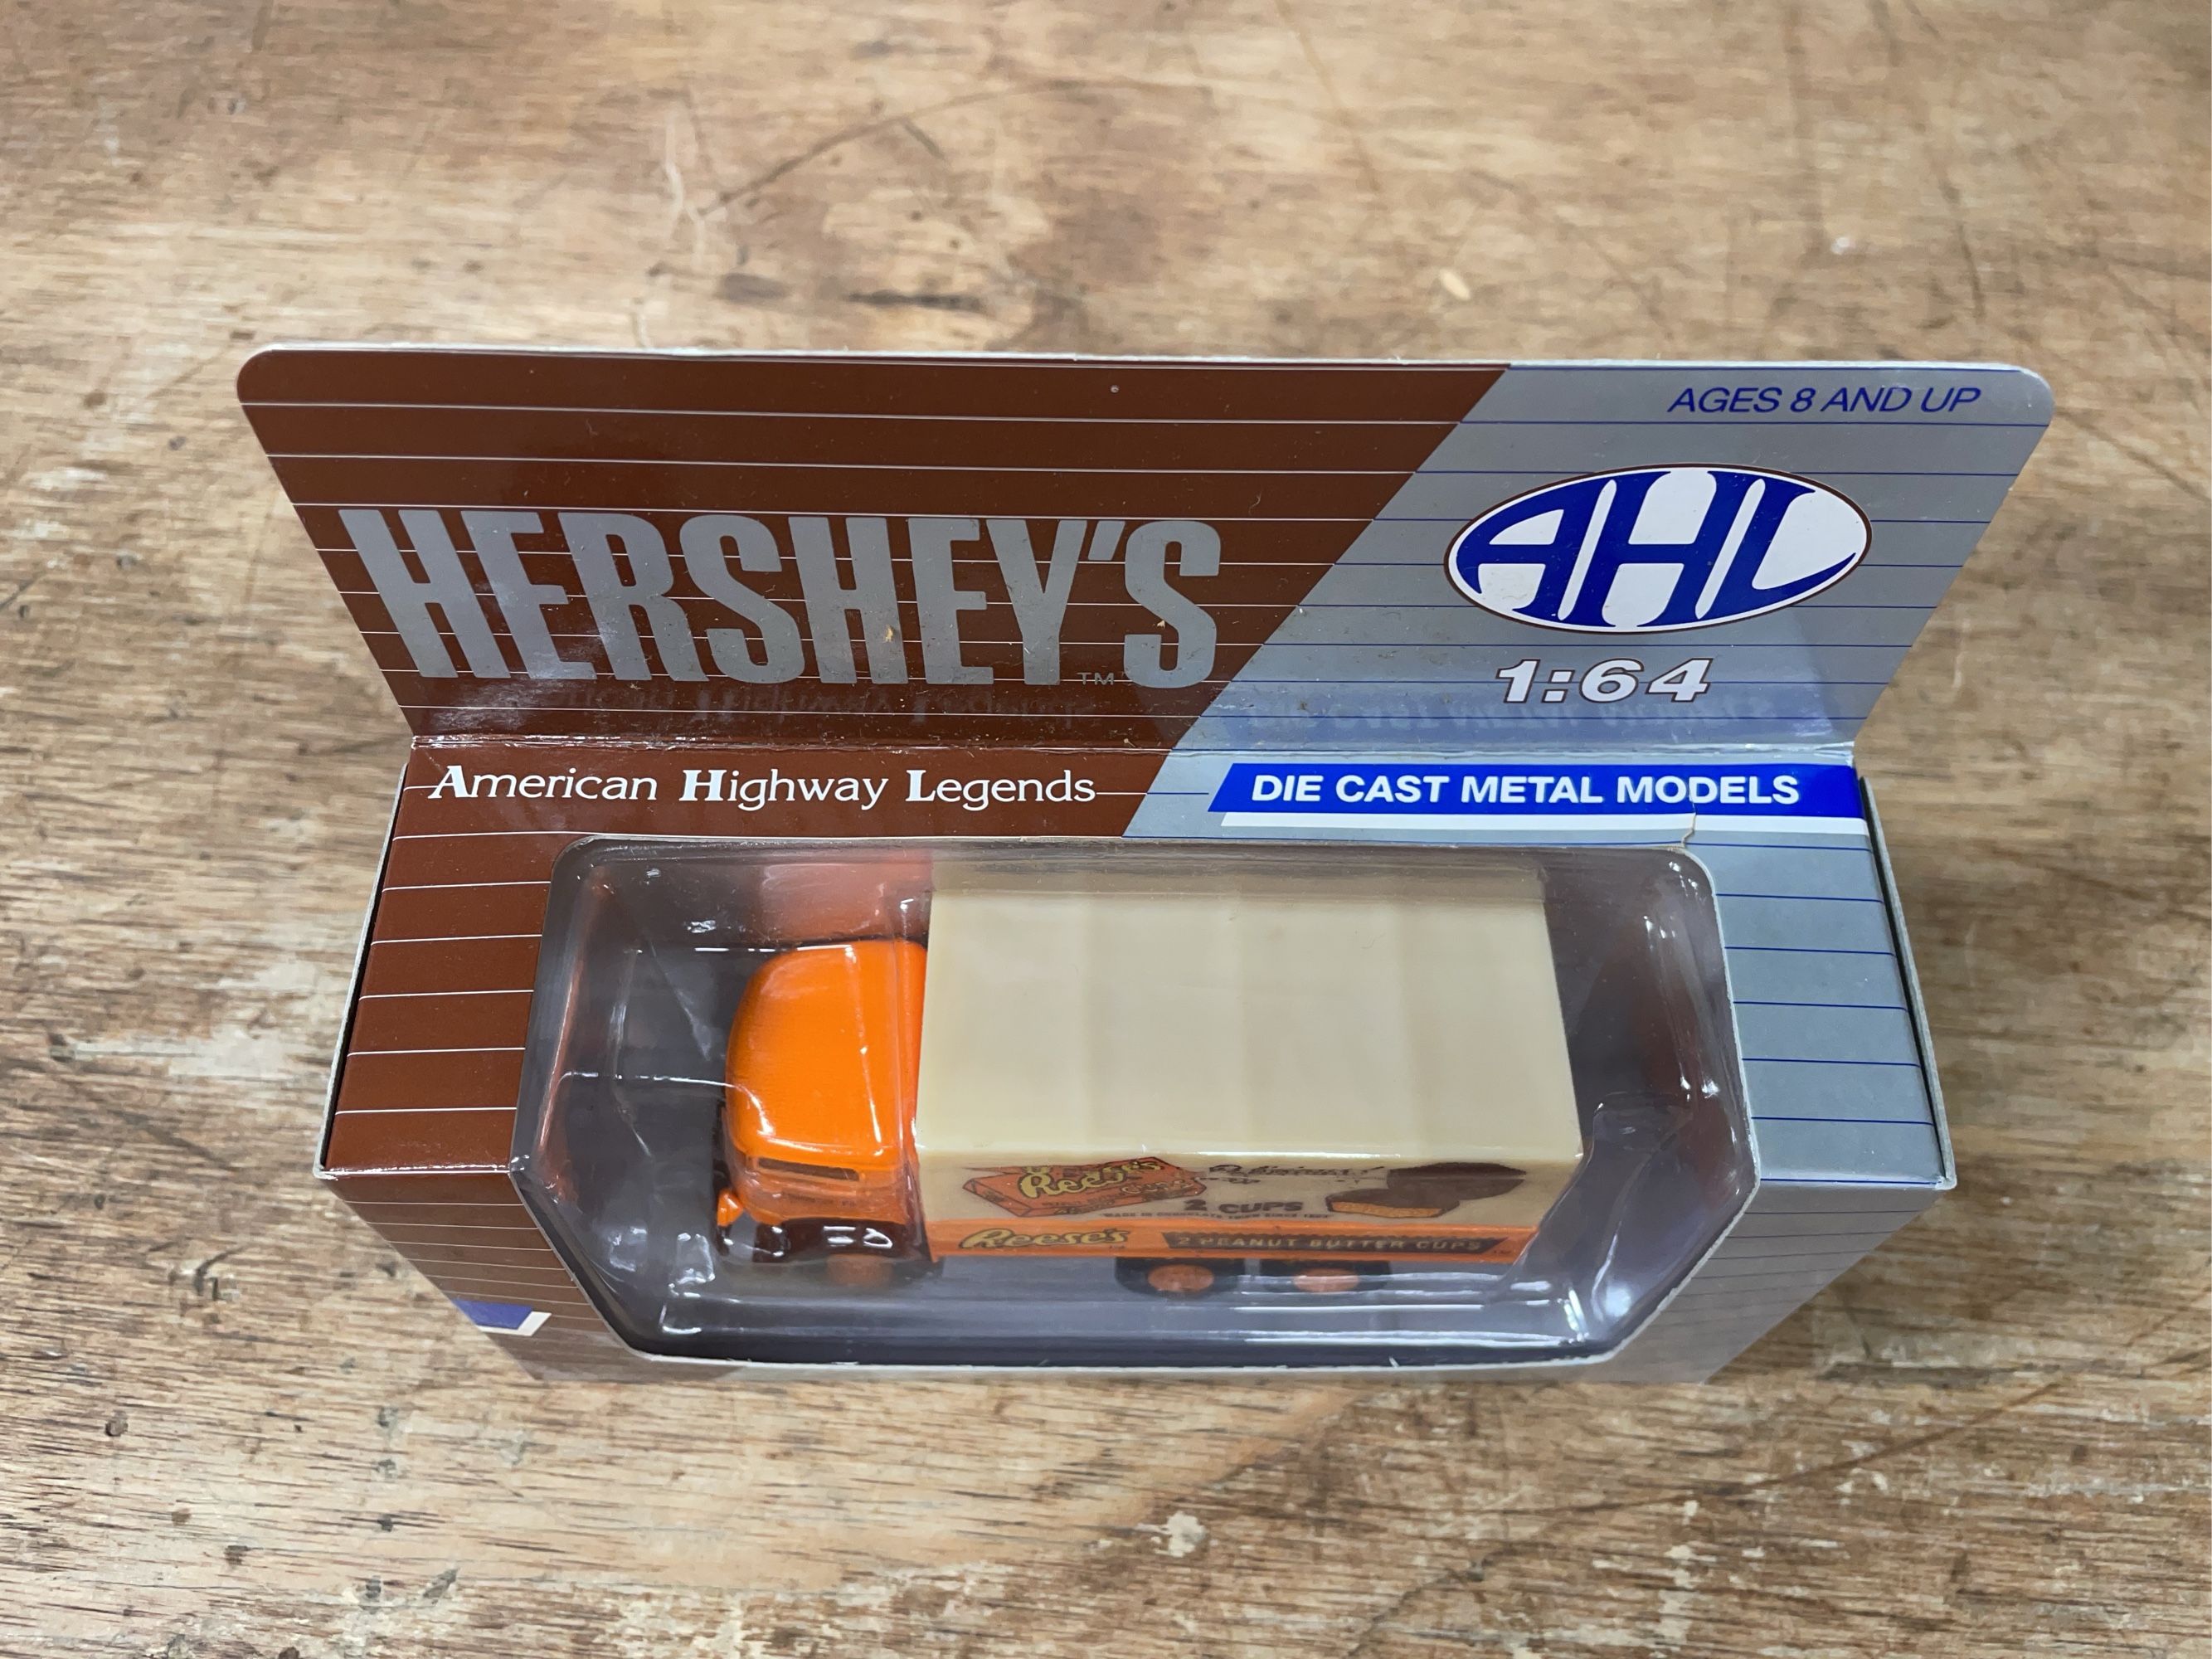 AGES 8 AND UP
HERSHEY'S
TM
AHL
1:64
American Highway Legends
DIE CAST METAL MODELS
Reese's
Delicious!
2 CUPS
Reese's
2 PEANUT BUTTER CUPS